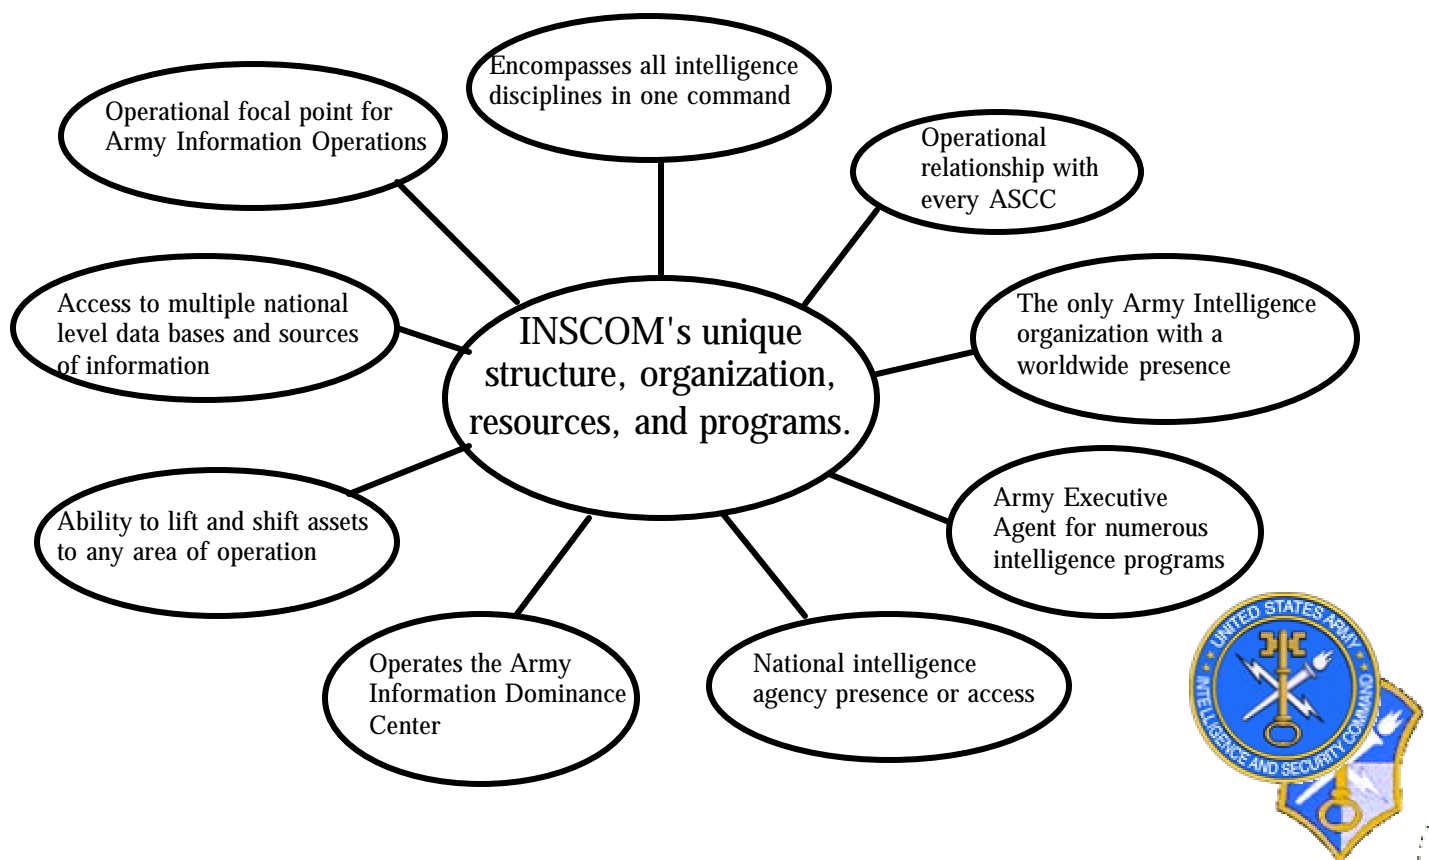 Encompasses all intelligence
disciplines in one command
Operational focal point for
Army Information Operations
Operational
relationship with
every ASCC
Access to multiple national
level data bases and sources
of information
INSCOM's unique
structure, organization,
resources, and programs.
The only Army Intelligence
organization with a
worldwide presence
Ability to lift and shift assets
to any area of operation
Army Executive
Agent for numerous
intelligence programs
Operates the Army
Information Dominance
Center
National intelligence
agency presence or access
UNITED STATES ARMY
INTELLIGENCE AND SECURITY COMMAND